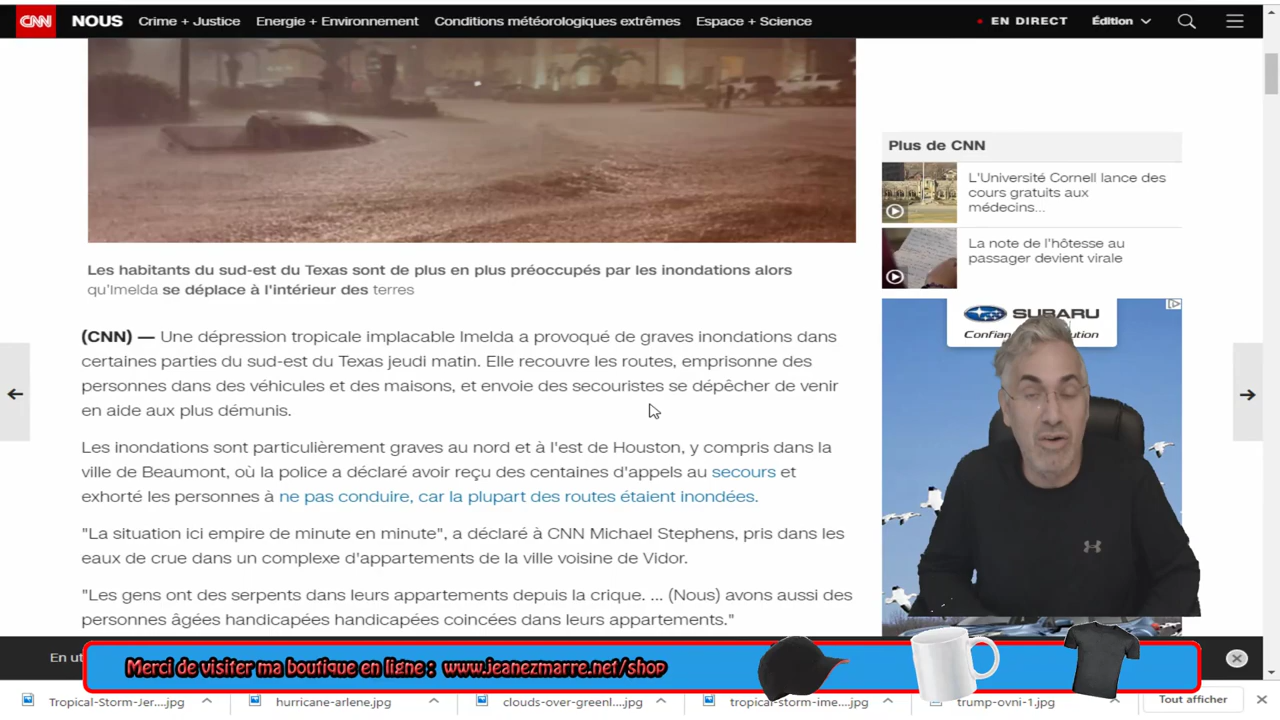 CNN NOUS Crime + Justice Energie + Environnement Conditions météorologiques extrêmes Espace + Science EN DIRECT Édition
Les habitants du sud-est du Texas sont de plus en plus préoccupés par les inondations alors
qu'Imelda se déplace à l'intérieur des terres
(CNN) — Une dépression tropicale implacable Imelda a provoqué de graves inondations dans
certaines parties du sud-est du Texas jeudi matin. Elle recouvre les routes, emprisonne des
personnes dans des véhicules et des maisons, et envoie des secouristes se dépêcher de venir
en aide aux plus démunis.
Les inondations sont particulièrement graves au nord et à l'est de Houston, y compris dans la
ville de Beaumont, où la police a déclaré avoir reçu des centaines d'appels au secours et
exhorté les personnes à ne pas conduire, car la plupart des routes étaient inondées.
"La situation ici empire de minute en minute", a déclaré à CNN Michael Stephens, pris dans les
eaux de crue dans un complexe d'appartements de la ville voisine de Vidor.
"Les gens ont des serpents dans leurs appartements depuis la crique. ... (Nous) avons aussi des
personnes âgées handicapées handicapées coincées dans leurs appartements."
Plus de CNN
L'Université Cornell lance des
cours gratuits aux
médecins...
La note de l'hôtesse au
passager devient virale
SUBARU
En ut
Merci de visiter ma boutique en ligne : www.jeanezmarre.net/shop
Tropical-Storm-Jer....jpg hurricane-arlene.jpg clouds-over-greenl....jpg tropical-storm-ime....jpg trump-ovni-1.jpg Tout afficher